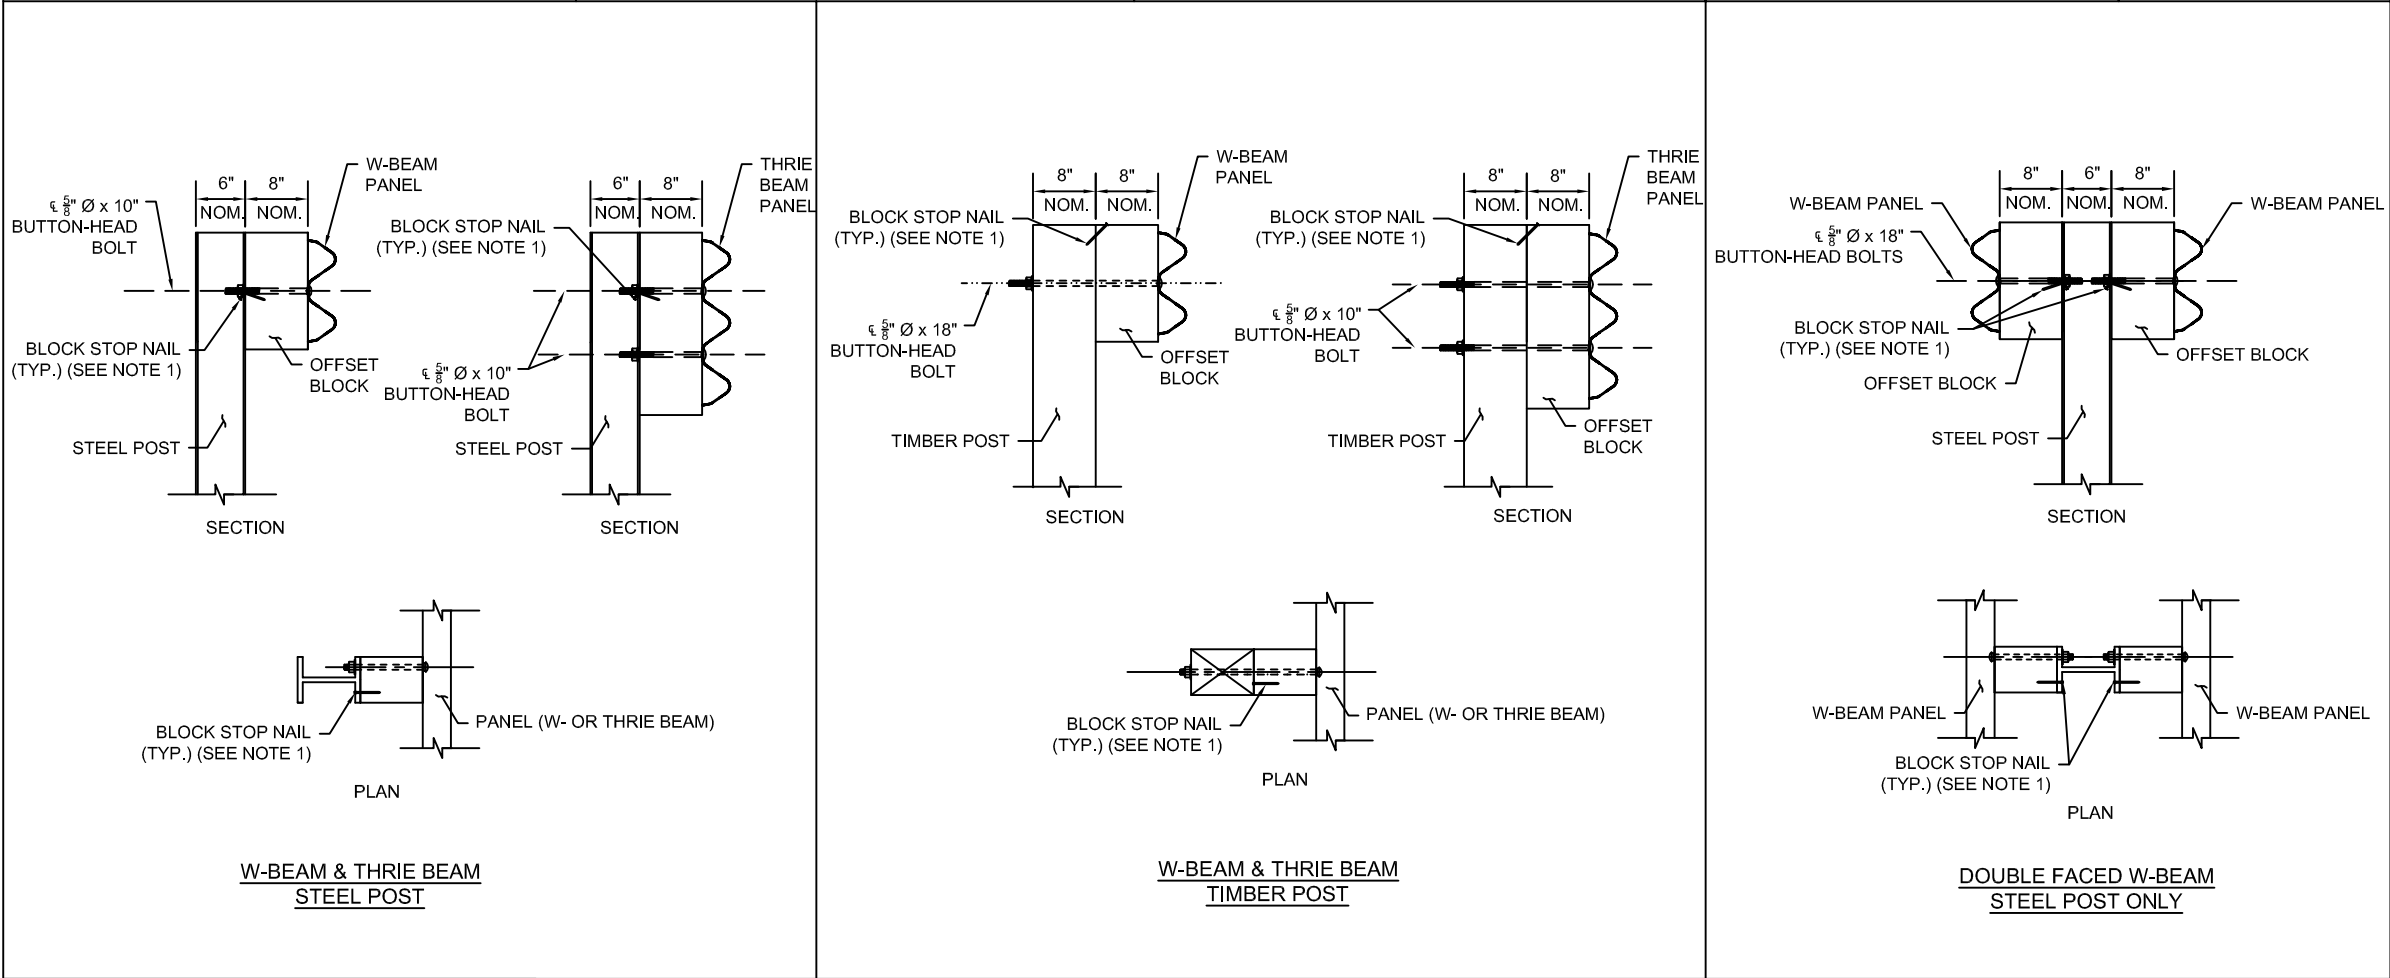 6" 8"
NOM. NOM.
W-BEAM
PANEL
℄ 5/8" Ø x 10"
BUTTON-HEAD
BOLT
BLOCK STOP NAIL
(TYP.) (SEE NOTE 1)
OFFSET
BLOCK
STEEL POST
SECTION
6" 8"
NOM. NOM.
THRIE
BEAM
PANEL
BLOCK STOP NAIL
(TYP.) (SEE NOTE 1)
℄ 5/8" Ø x 10"
BUTTON-HEAD
BOLT
STEEL POST
SECTION
BLOCK STOP NAIL
(TYP.) (SEE NOTE 1)
PANEL (W- OR THRIE BEAM)
PLAN
W-BEAM & THRIE BEAM
STEEL POST
8" 8"
NOM. NOM.
W-BEAM
PANEL
BLOCK STOP NAIL
(TYP.) (SEE NOTE 1)
℄ 5/8" Ø x 18"
BUTTON-HEAD
BOLT
OFFSET
BLOCK
TIMBER POST
SECTION
8" 8"
NOM. NOM.
THRIE
BEAM
PANEL
BLOCK STOP NAIL
(TYP.) (SEE NOTE 1)
℄ 5/8" Ø x 10"
BUTTON-HEAD
BOLT
TIMBER POST
OFFSET
BLOCK
SECTION
BLOCK STOP NAIL
(TYP.) (SEE NOTE 1)
PANEL (W- OR THRIE BEAM)
PLAN
W-BEAM & THRIE BEAM
TIMBER POST
8" 6" 8"
NOM. NOM. NOM.
W-BEAM PANEL
W-BEAM PANEL
℄ 5/8" Ø x 18"
BUTTON-HEAD BOLTS
BLOCK STOP NAIL
(TYP.) (SEE NOTE 1)
OFFSET BLOCK
OFFSET BLOCK
STEEL POST
SECTION
W-BEAM PANEL
W-BEAM PANEL
BLOCK STOP NAIL
(TYP.) (SEE NOTE 1)
PLAN
DOUBLE FACED W-BEAM
STEEL POST ONLY